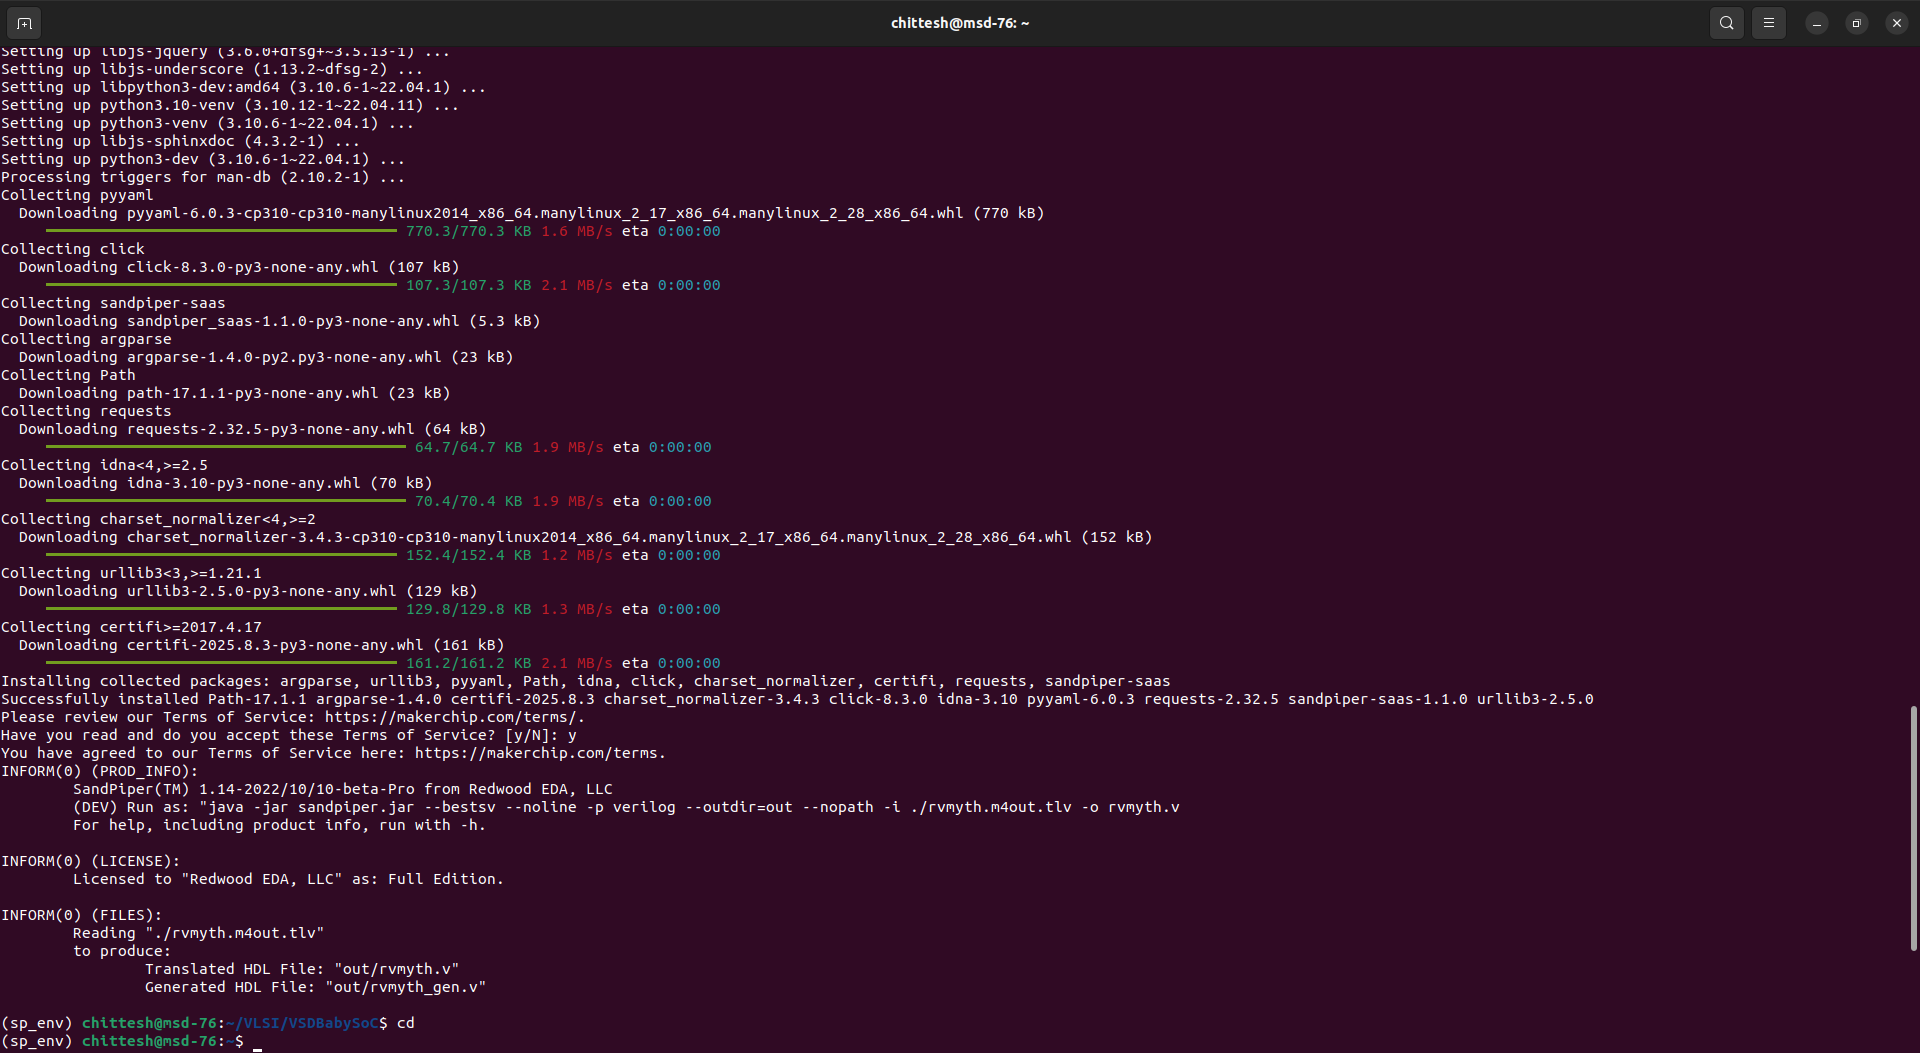 chittesh@msd-76: ~
Setting up libjs-jquery (3.6.0+dfsg+~3.5.13-1) ...
Setting up libjs-underscore (1.13.2~dfsg-2) ...
Setting up libpython3-dev:amd64 (3.10.6-1~22.04.1) ...
Setting up python3.10-venv (3.10.12-1~22.04.11) ...
Setting up python3-venv (3.10.6-1~22.04.1) ...
Setting up libjs-sphinxdoc (4.3.2-1) ...
Setting up python3-dev (3.10.6-1~22.04.1) ...
Processing triggers for man-db (2.10.2-1) ...
Collecting pyyaml
Downloading pyyaml-6.0.3-cp310-cp310-manylinux2014_x86_64.manylinux_2_17_x86_64.manylinux_2_28_x86_64.whl (770 kB)
770.3/770.3 KB 1.6 MB/s eta 0:00:00
Collecting click
Downloading click-8.3.0-py3-none-any.whl (107 kB)
107.3/107.3 KB 2.1 MB/s eta 0:00:00
Collecting sandpiper-saas
Downloading sandpiper_saas-1.1.0-py3-none-any.whl (5.3 kB)
Collecting argparse
Downloading argparse-1.4.0-py2.py3-none-any.whl (23 kB)
Collecting Path
Downloading path-17.1.1-py3-none-any.whl (23 kB)
Collecting requests
Downloading requests-2.32.5-py3-none-any.whl (64 kB)
64.7/64.7 KB 1.9 MB/s eta 0:00:00
Collecting idna<4,>=2.5
Downloading idna-3.10-py3-none-any.whl (70 kB)
70.4/70.4 KB 1.9 MB/s eta 0:00:00
Collecting charset_normalizer<4,>=2
Downloading charset_normalizer-3.4.3-cp310-cp310-manylinux2014_x86_64.manylinux_2_17_x86_64.manylinux_2_28_x86_64.whl (152 kB)
152.4/152.4 KB 1.2 MB/s eta 0:00:00
Collecting urllib3<3,>=1.21.1
Downloading urllib3-2.5.0-py3-none-any.whl (129 kB)
129.8/129.8 KB 1.3 MB/s eta 0:00:00
Collecting certifi>=2017.4.17
Downloading certifi-2025.8.3-py3-none-any.whl (161 kB)
161.2/161.2 KB 2.1 MB/s eta 0:00:00
Installing collected packages: argparse, urllib3, pyyaml, Path, idna, click, charset_normalizer, certifi, requests, sandpiper-saas
Successfully installed Path-17.1.1 argparse-1.4.0 certifi-2025.8.3 charset_normalizer-3.4.3 click-8.3.0 idna-3.10 pyyaml-6.0.3 requests-2.32.5 sandpiper-saas-1.1.0 urllib3-2.5.0
Please review our Terms of Service: https://makerchip.com/terms/.
Have you read and do you accept these Terms of Service? [y/N]: y
You have agreed to our Terms of Service here: https://makerchip.com/terms.
INFORM(0) (PROD_INFO):
SandPiper(TM) 1.14-2022/10/10-beta-Pro from Redwood EDA, LLC
(DEV) Run as: "java -jar sandpiper.jar --bestsv --noline -p verilog --outdir=out --nopath -i ./rvmyth.m4out.tlv -o rvmyth.v
For help, including product info, run with -h.
INFORM(0) (LICENSE):
Licensed to "Redwood EDA, LLC" as: Full Edition.
INFORM(0) (FILES):
Reading "./rvmyth.m4out.tlv"
to produce:
Translated HDL File: "out/rvmyth.v"
Generated HDL File: "out/rvmyth_gen.v"
(sp_env) chittesh@msd-76:~/VLSI/VSDBabySoC$ cd
(sp_env) chittesh@msd-76:~$